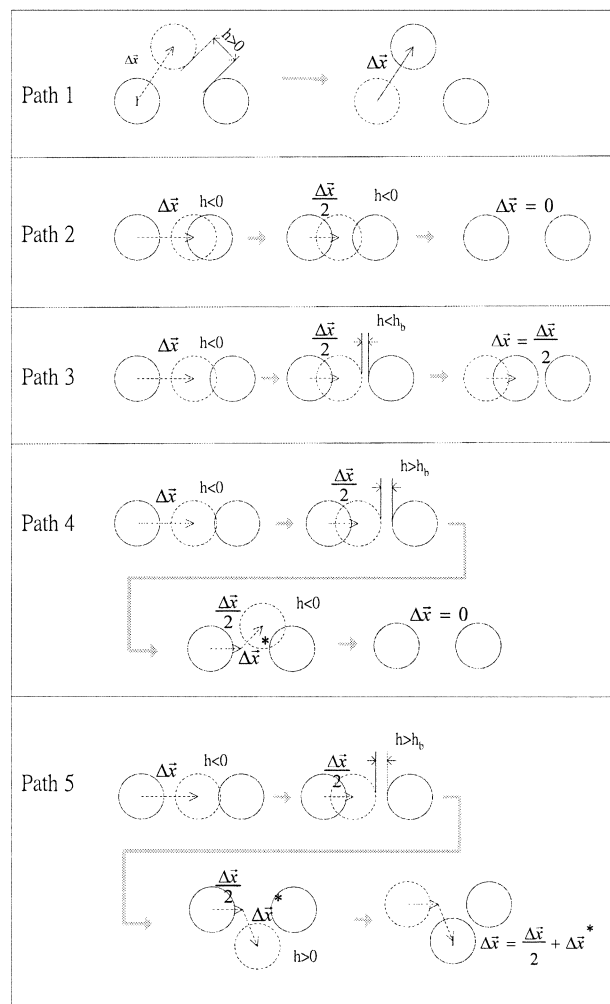 Path 1
Δx⃗
h>0
Δx⃗
Path 2
Δx⃗
h<0
Δx⃗/2
h<0
Δx⃗ = 0
Path 3
Δx⃗
h<0
Δx⃗/2
h<h_b
Δx⃗ = Δx⃗/2
Path 4
Δx⃗
h<0
Δx⃗/2
h>h_b
Δx⃗/2
Δx⃗*
h<0
Δx⃗ = 0
Path 5
Δx⃗
h<0
Δx⃗/2
h>h_b
Δx⃗/2
Δx⃗*
h>0
Δx⃗ = Δx⃗/2 + Δx⃗*